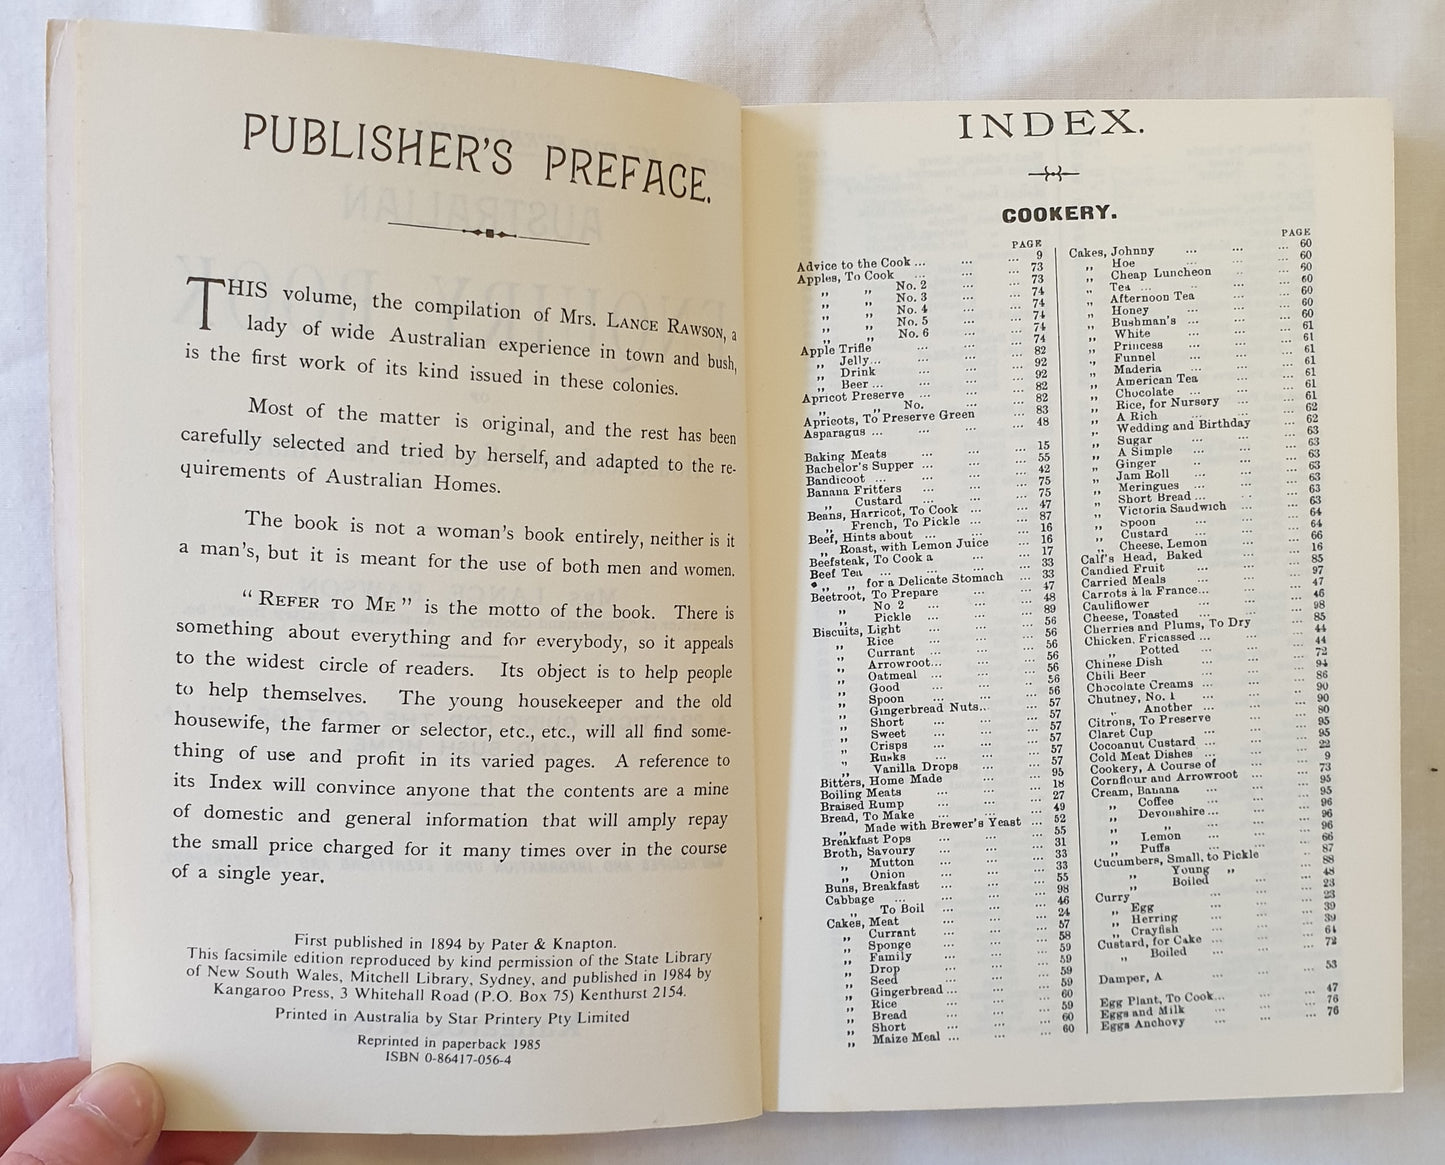 PUBLISHER'S PREFACE.
THIS volume, the compilation of Mrs. LANCE RAWSON, a
lady of wide Australian experience in town and bush,
is the first work of its kind issued in these colonies.
Most of the matter is original, and the rest has been
carefully selected and tried by herself, and adapted to the re-
quirements of Australian Homes.
The book is not a woman's book entirely, neither is it
a man's, but it is meant for the use of both men and women.
"REFER TO ME" is the motto of the book. There is
something about everything and for everybody, so it appeals
to the widest circle of readers. Its object is to help people
to help themselves. The young housekeeper and the old
housewife, the farmer or selector, etc., etc., will all find some-
thing of use and profit in its varied pages. A reference to
its Index will convince anyone that the contents are a mine
of domestic and general information that will amply repay
the small price charged for it many times over in the course
of a single year.
First published in 1894 by Pater & Knapton.
This facsimile edition reproduced by kind permission of the State Library
of New South Wales, Mitchell Library, Sydney, and published in 1984 by
Kangaroo Press, 3 Whitehall Road (P.O. Box 75) Kenthurst 2154.
Printed in Australia by Star Printery Pty Limited
Reprinted in paperback 1985
ISBN 0-86417-056-4
INDEX.
COOKERY.
PAGE
Advice to the Cook ... ... ... 9
Apples, To Cook ... ... ... 73
„ „ No. 2 ... ... 73
„ „ No. 3 ... ... 74
„ „ No. 4 ... ... 74
„ „ No. 5 ... ... 74
„ „ No. 6 ... ... 74
Apple Trifle ... ... ... 74
„ Jelly... ... ... ... 82
„ Drink ... ... ... 92
„ Beer ... ... ... ... 92
Apricot Preserve ... ... ... 82
„ „ No. ... ... 82
Apricots, To Preserve Green ... 83
Asparagus ... ... ... ... 48
Baking Meats ... ... ... 15
Bachelor's Supper ... ... ... 55
Bandicoot ... ... ... ... 42
Banana Fritters ... ... ... 75
„ Custard ... ... ... 75
Beans, Harricot, To Cook ... ... 47
„ French, To Pickle ... ... 87
Beef, Hints about ... ... ... 16
„ Roast, with Lemon Juice ... 16
Beefsteak, To Cook a ... ... 17
Beef Tea ... ... ... ... 33
„ „ for a Delicate Stomach ... 33
Beetroot, To Prepare ... ... 47
„ No 2 ... ... ... 48
„ Pickle ... ... ... 89
Biscuits, Light ... ... ... 56
„ Rice ... ... ... 56
„ Currant ... ... ... 56
„ Arrowroot... ... ... 56
„ Oatmeal ... ... ... 56
„ Good ... ... ... 56
„ Spoon ... ... ... 56
„ Gingerbread Nuts... ... 57
„ Short ... ... ... 57
„ Sweet ... ... ... 57
„ Crisps ... ... ... 57
„ Rusks ... ... ... 57
„ Vanilla Drops ... ... 57
Bitters, Home Made ... ... 95
Boiling Meats ... ... ... 18
Braised Rump ... ... ... 27
Bread, To Make ... ... ... 49
„ Made with Brewer's Yeast ... 52
Breakfast Pops ... ... ... 55
Broth, Savoury ... ... ... 31
„ Mutton ... ... ... 33
„ Onion ... ... ... 33
Buns, Breakfast ... ... ... 55
Cabbage ... ... ... ... 98
„ To Boil ... ... ... 46
Cakes, Meat ... ... ... 24
„ Currant ... ... ... 57
„ Sponge ... ... ... 58
„ Family ... ... ... 59
„ Drop ... ... ... 59
„ Seed ... ... ... 59
„ Gingerbread ... ... ... 59
„ Rice ... ... ... 60
„ Bread ... ... ... 59
„ Short ... ... ... 60
„ Maize Meal ... ... ... 60
PAGE
Cakes, Johnny ... ... ... 60
„ Hoe ... ... ... 60
„ Cheap Luncheon ... ... 60
„ Tea ... ... ... 60
„ Afternoon Tea ... ... 60
„ Honey ... ... ... 60
„ Bushman's ... ... ... 60
„ White ... ... ... 61
„ Princess ... ... ... 61
„ Funnel ... ... ... 61
„ Maderia ... ... ... 61
„ American Tea ... ... 61
„ Chocolate ... ... ... 61
„ Rice, for Nursery ... ... 61
„ A Rich ... ... ... 62
„ Wedding and Birthday ... 62
„ Sugar ... ... ... 63
„ A Simple ... ... ... 63
„ Ginger ... ... ... 63
„ Jam Roll ... ... ... 63
„ Meringues ... ... ... 63
„ Short Bread ... ... ... 63
„ Victoria Sandwich ... ... 63
„ Spoon ... ... ... 64
„ Custard ... ... ... 64
„ Cheese, Lemon ... ... 66
Calf's Head, Baked ... ... 16
Candied Fruit ... ... ... 85
Carried Meals ... ... ... 97
Carrots à la France... ... ... 47
Cauliflower ... ... ... 46
Cheese, Toasted ... ... ... 98
Cherries and Plums, To Dry ... 85
Chicken, Fricassed ... ... ... 44
„ Potted ... ... ... 44
Chinese Dish ... ... ... 72
Chili Beer ... ... ... 94
Chocolate Creams ... ... ... 86
Chutney, No. 1 ... ... ... 90
„ Another ... ... ... 90
Citrons, To Preserve ... ... 80
Claret Cup ... ... ... 95
Cocoanut Custard ... ... ... 95
Cold Meat Dishes ... ... ... 22
Cookery, A Course of ... ... 9
Cornflour and Arrowroot ... ... 73
Cream, Banana ... ... ... 95
„ Coffee ... ... ... 95
„ Devonshire ... ... ... 96
„ „ ... ... ... 96
„ Lemon ... ... ... 96
„ Puffs ... ... ... 66
Cucumbers, Small, to Pickle ... 87
„ Young „ ... 88
„ Boiled ... ... 48
Curry ... ... ... 23
„ Egg ... ... ... 23
„ Herring ... ... ... 39
„ Crayfish ... ... ... 39
Custard, for Cake ... ... ... 64
„ Boiled ... ... ... 72
Damper, A ... ... ... 53
Egg Plant, To Cook... ... ... 47
Eggs and Milk ... ... ... 76
Eggs Anchovy ... ... ... 76